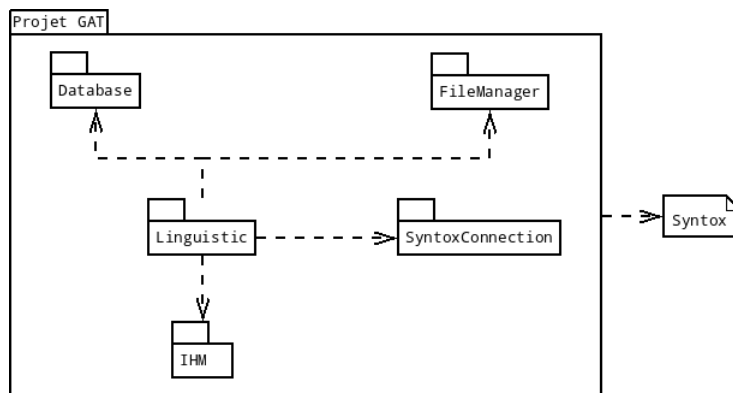 Projet GAT
Database
FileManager
Linguistic
SyntoxConnection
Syntox
IHM